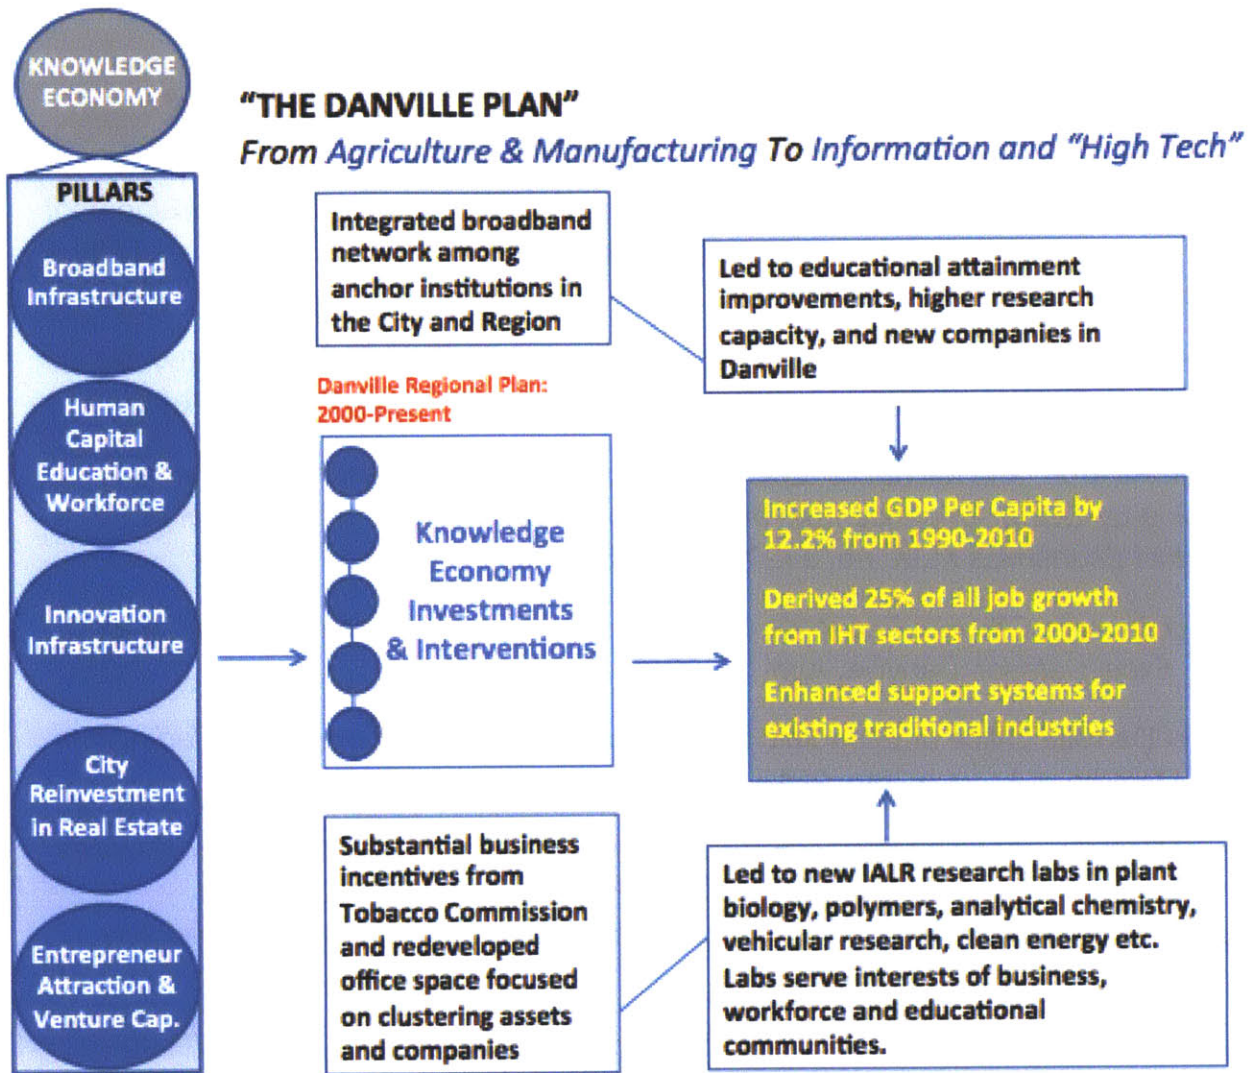 KNOWLEDGE
ECONOMY
"THE DANVILLE PLAN"
From Agriculture & Manufacturing To Information and "High Tech"
PILLARS
Broadband
Infrastructure
Human
Capital
Education &
Workforce
Innovation
Infrastructure
City
Reinvestment
in Real Estate
Entrepreneur
Attraction &
Venture Cap.
Integrated broadband
network among
anchor institutions in
the City and Region
Led to educational attainment
improvements, higher research
capacity, and new companies in
Danville
Danville Regional Plan:
2000-Present
Knowledge
Economy
Investments
& Interventions
Increased GDP Per Capita by
12.2% from 1990-2010
Derived 25% of all job growth
from IHT sectors from 2000-2010
Enhanced support systems for
existing traditional industries
Substantial business
incentives from
Tobacco Commission
and redeveloped
office space focused
on clustering assets
and companies
Led to new IALR research labs in plant
biology, polymers, analytical chemistry,
vehicular research, clean energy etc.
Labs serve interests of business,
workforce and educational
communities.